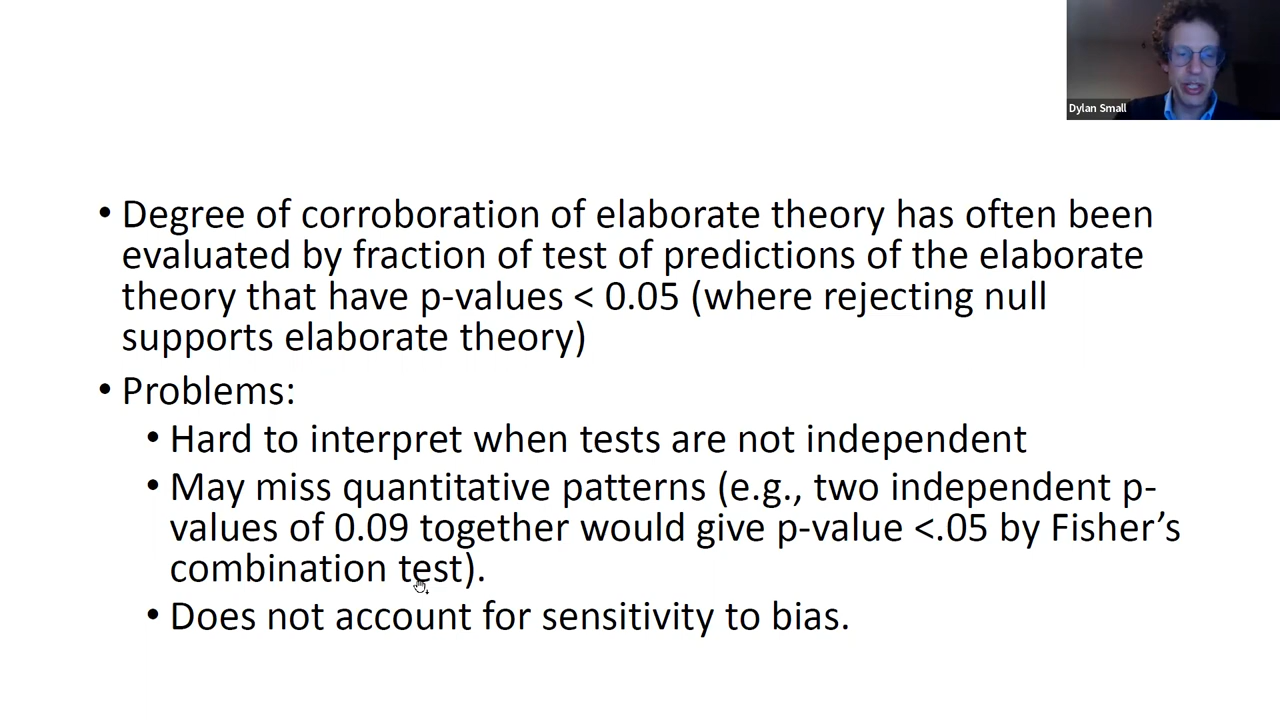 Dylan Small
• Degree of corroboration of elaborate theory has often been
evaluated by fraction of test of predictions of the elaborate
theory that have p-values < 0.05 (where rejecting null
supports elaborate theory)
• Problems:
• Hard to interpret when tests are not independent
• May miss quantitative patterns (e.g., two independent p-
values of 0.09 together would give p-value <.05 by Fisher’s
combination test).
• Does not account for sensitivity to bias.